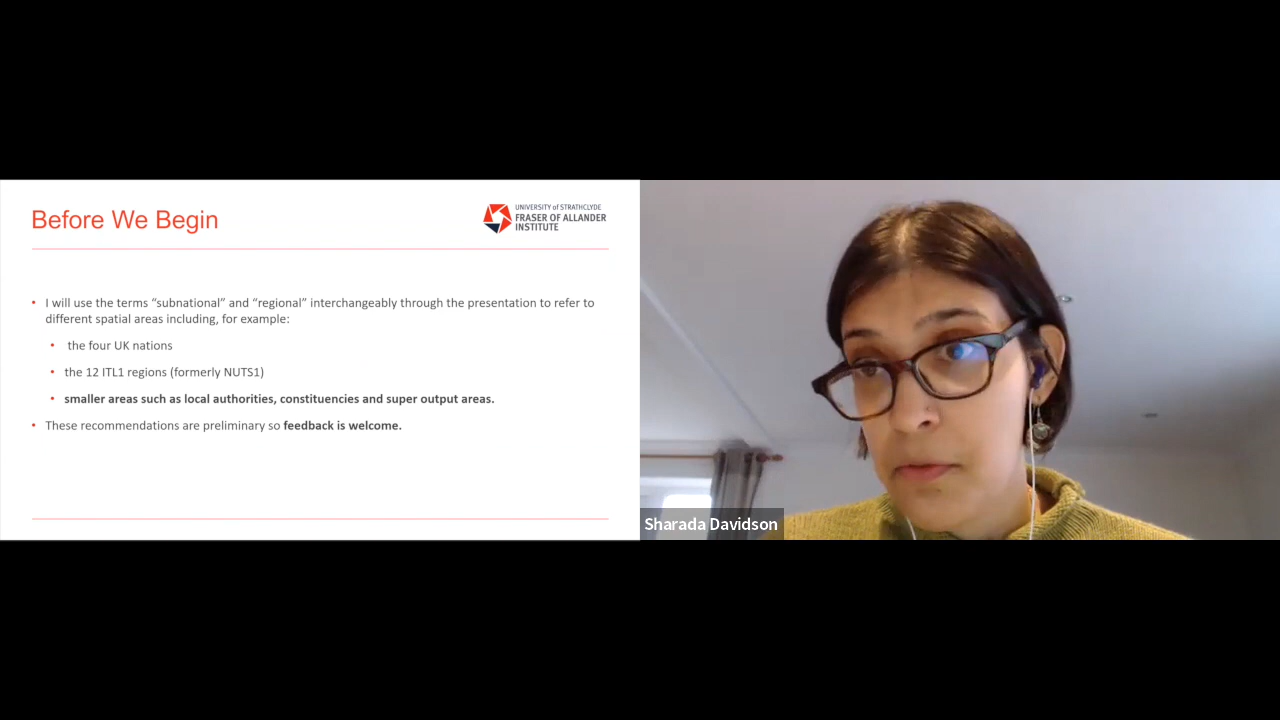 Before We Begin
UNIVERSITY of STRATHCLYDE
FRASER OF ALLANDER
INSTITUTE
• I will use the terms “subnational” and “regional” interchangeably through the presentation to refer to
different spatial areas including, for example:
• the four UK nations
• the 12 ITL1 regions (formerly NUTS1)
• smaller areas such as local authorities, constituencies and super output areas.
• These recommendations are preliminary so feedback is welcome.
Sharada Davidson